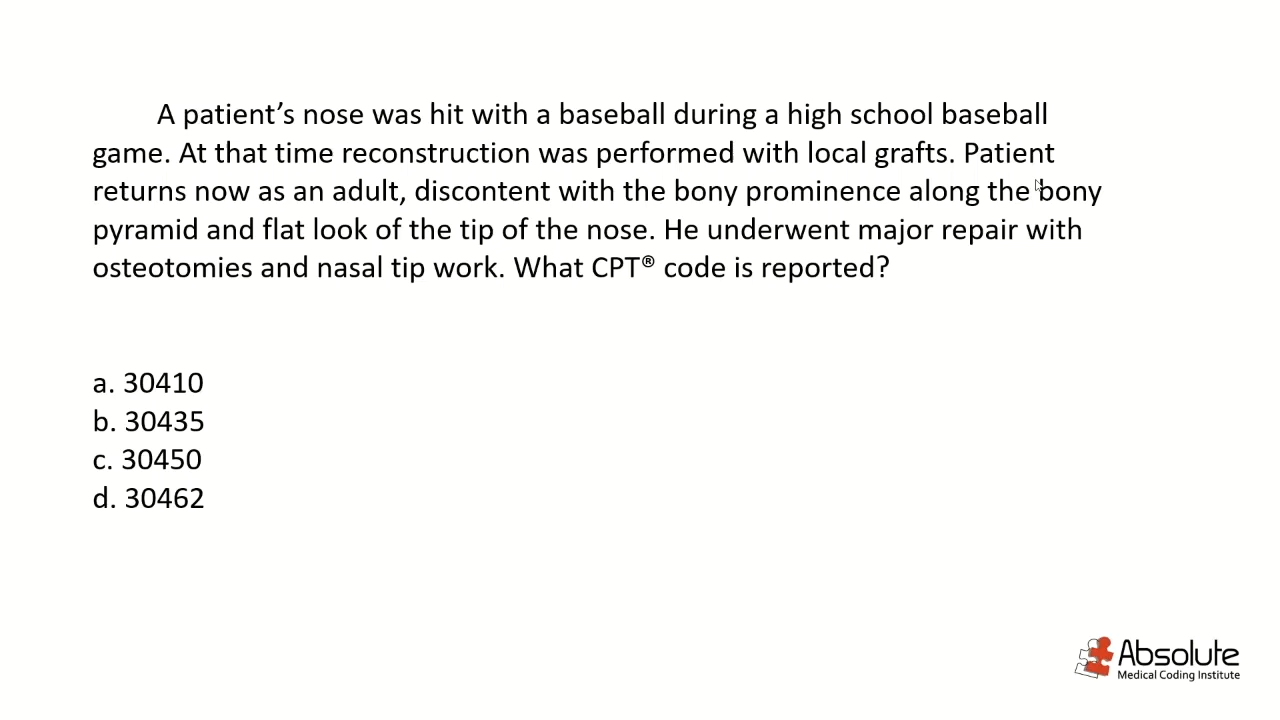 A patient’s nose was hit with a baseball during a high school baseball
game. At that time reconstruction was performed with local grafts. Patient
returns now as an adult, discontent with the bony prominence along the bony
pyramid and flat look of the tip of the nose. He underwent major repair with
osteotomies and nasal tip work. What CPT® code is reported?
a. 30410
b. 30435
c. 30450
d. 30462
Absolute
Medical Coding Institute